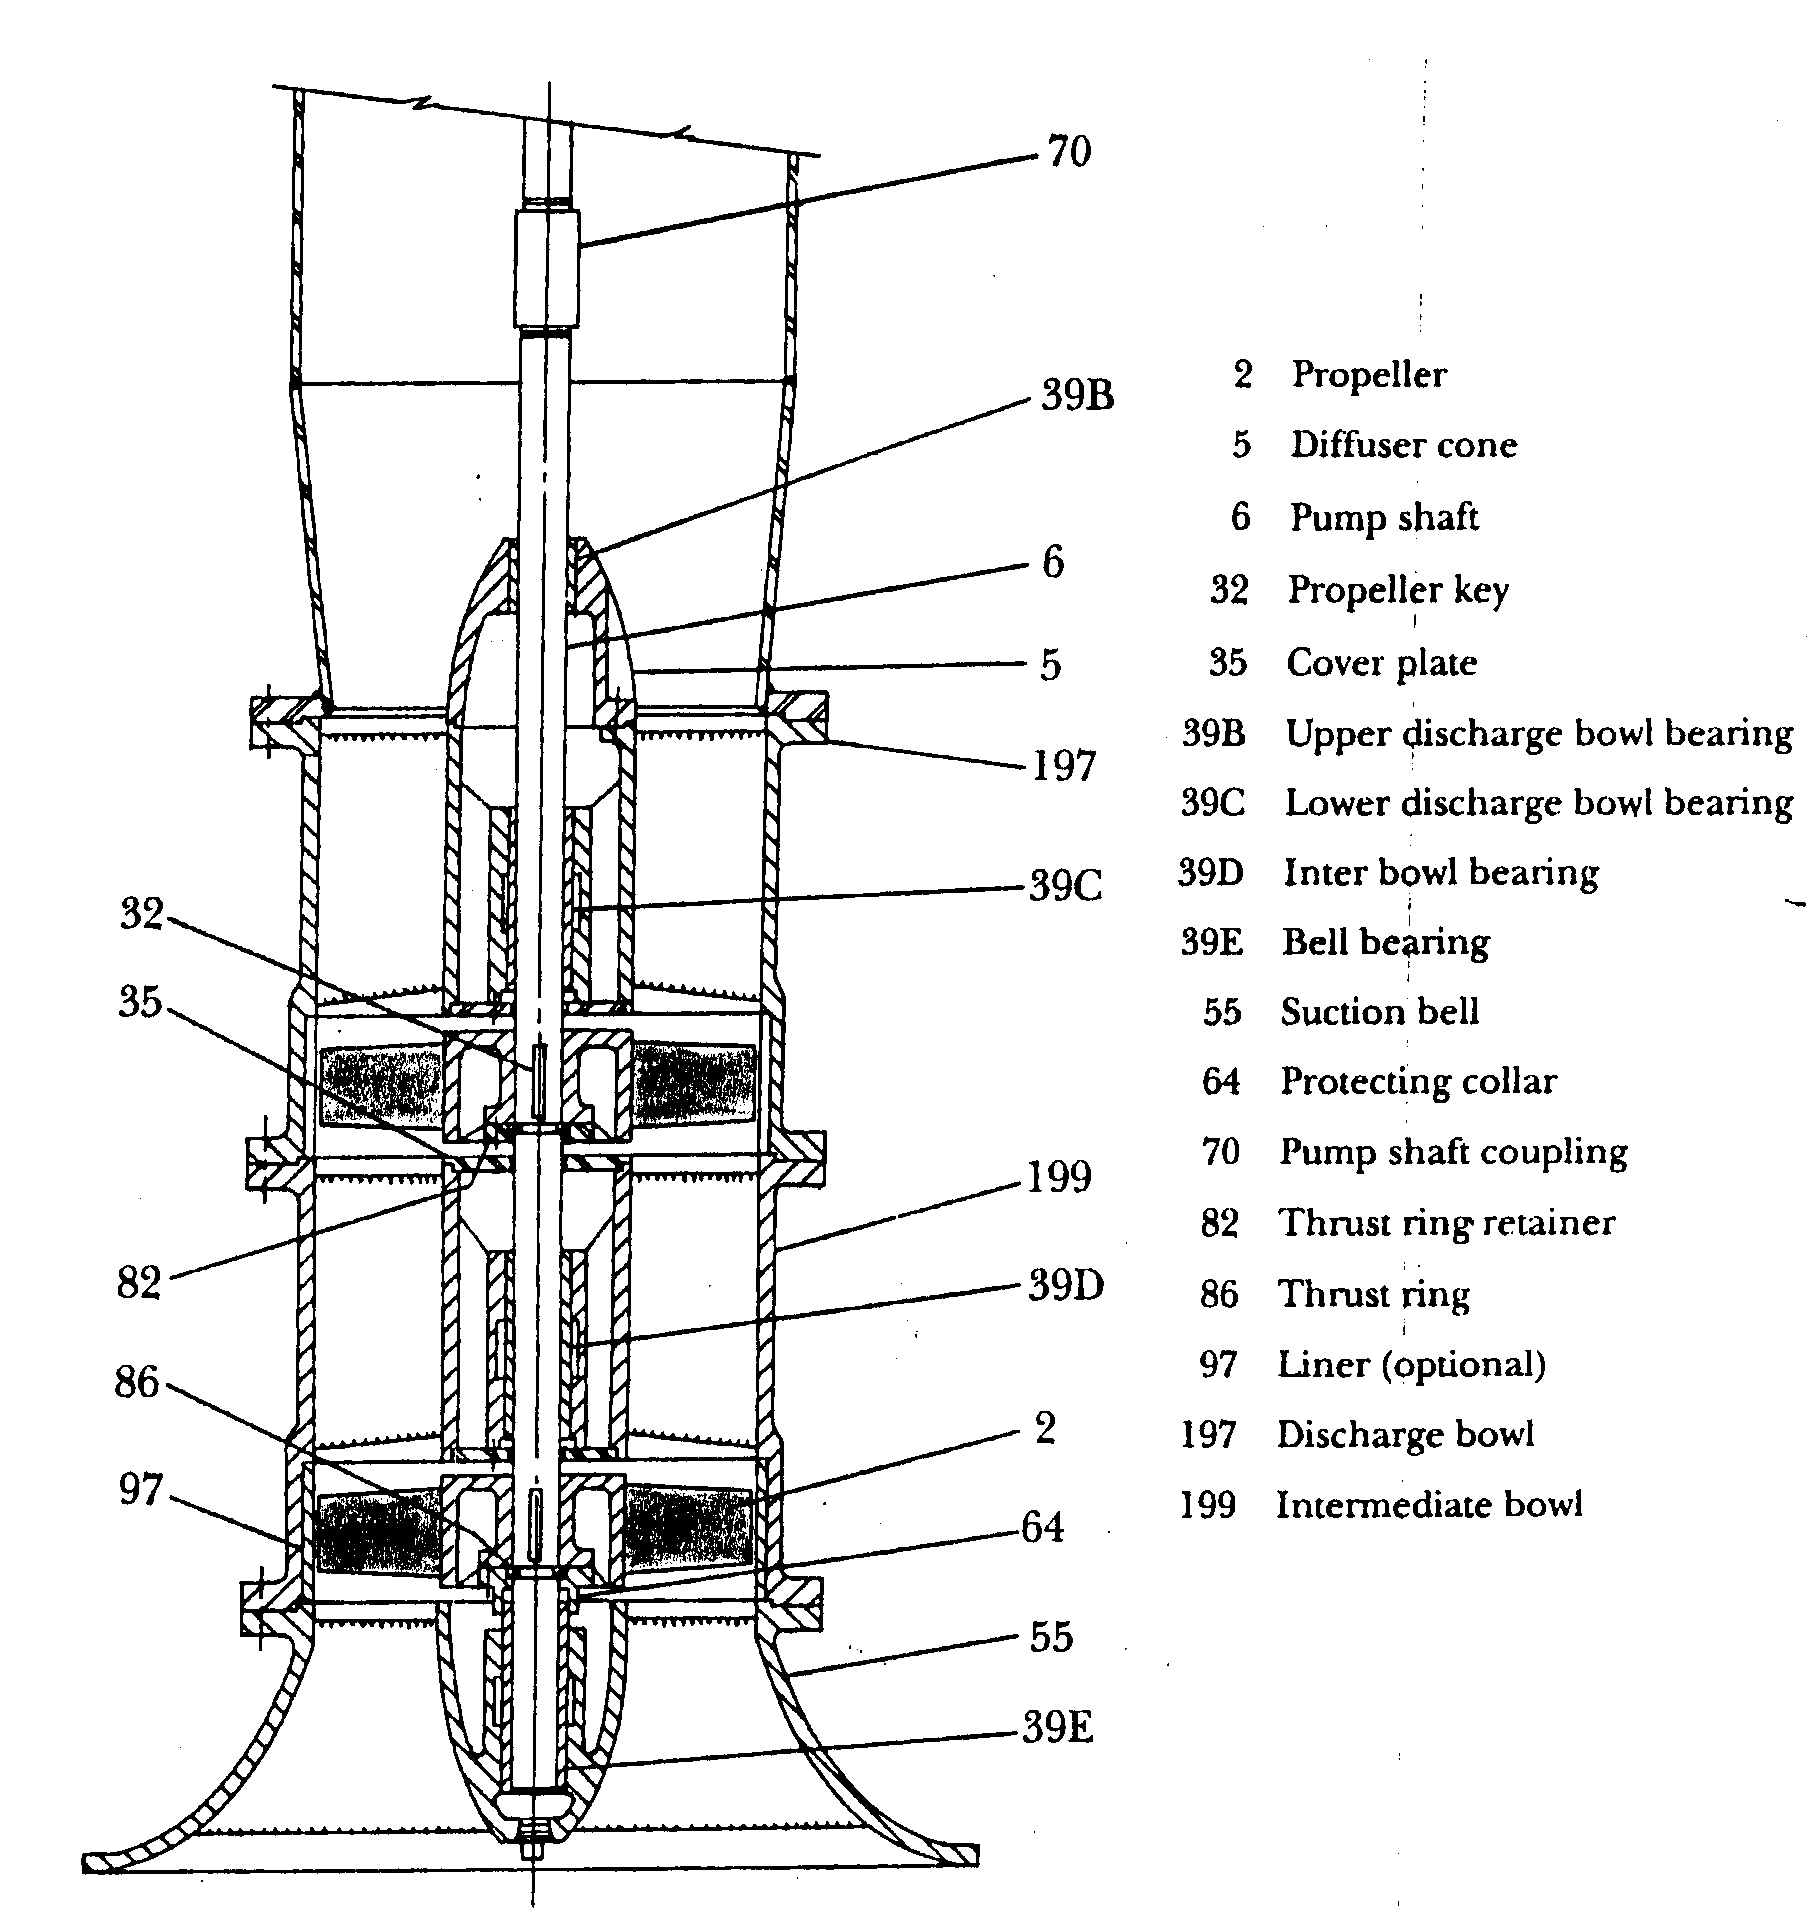 70
39B
6
5
197
39C
32
35
199
82
39D
86
2
97
64
55
39E
2 Propeller
5 Diffuser cone
6 Pump shaft
32 Propeller key
35 Cover plate
39B Upper discharge bowl bearing
39C Lower discharge bowl bearing
39D Inter bowl bearing
39E Bell bearing
55 Suction bell
64 Protecting collar
70 Pump shaft coupling
82 Thrust ring retainer
86 Thrust ring
97 Liner (optional)
197 Discharge bowl
199 Intermediate bowl